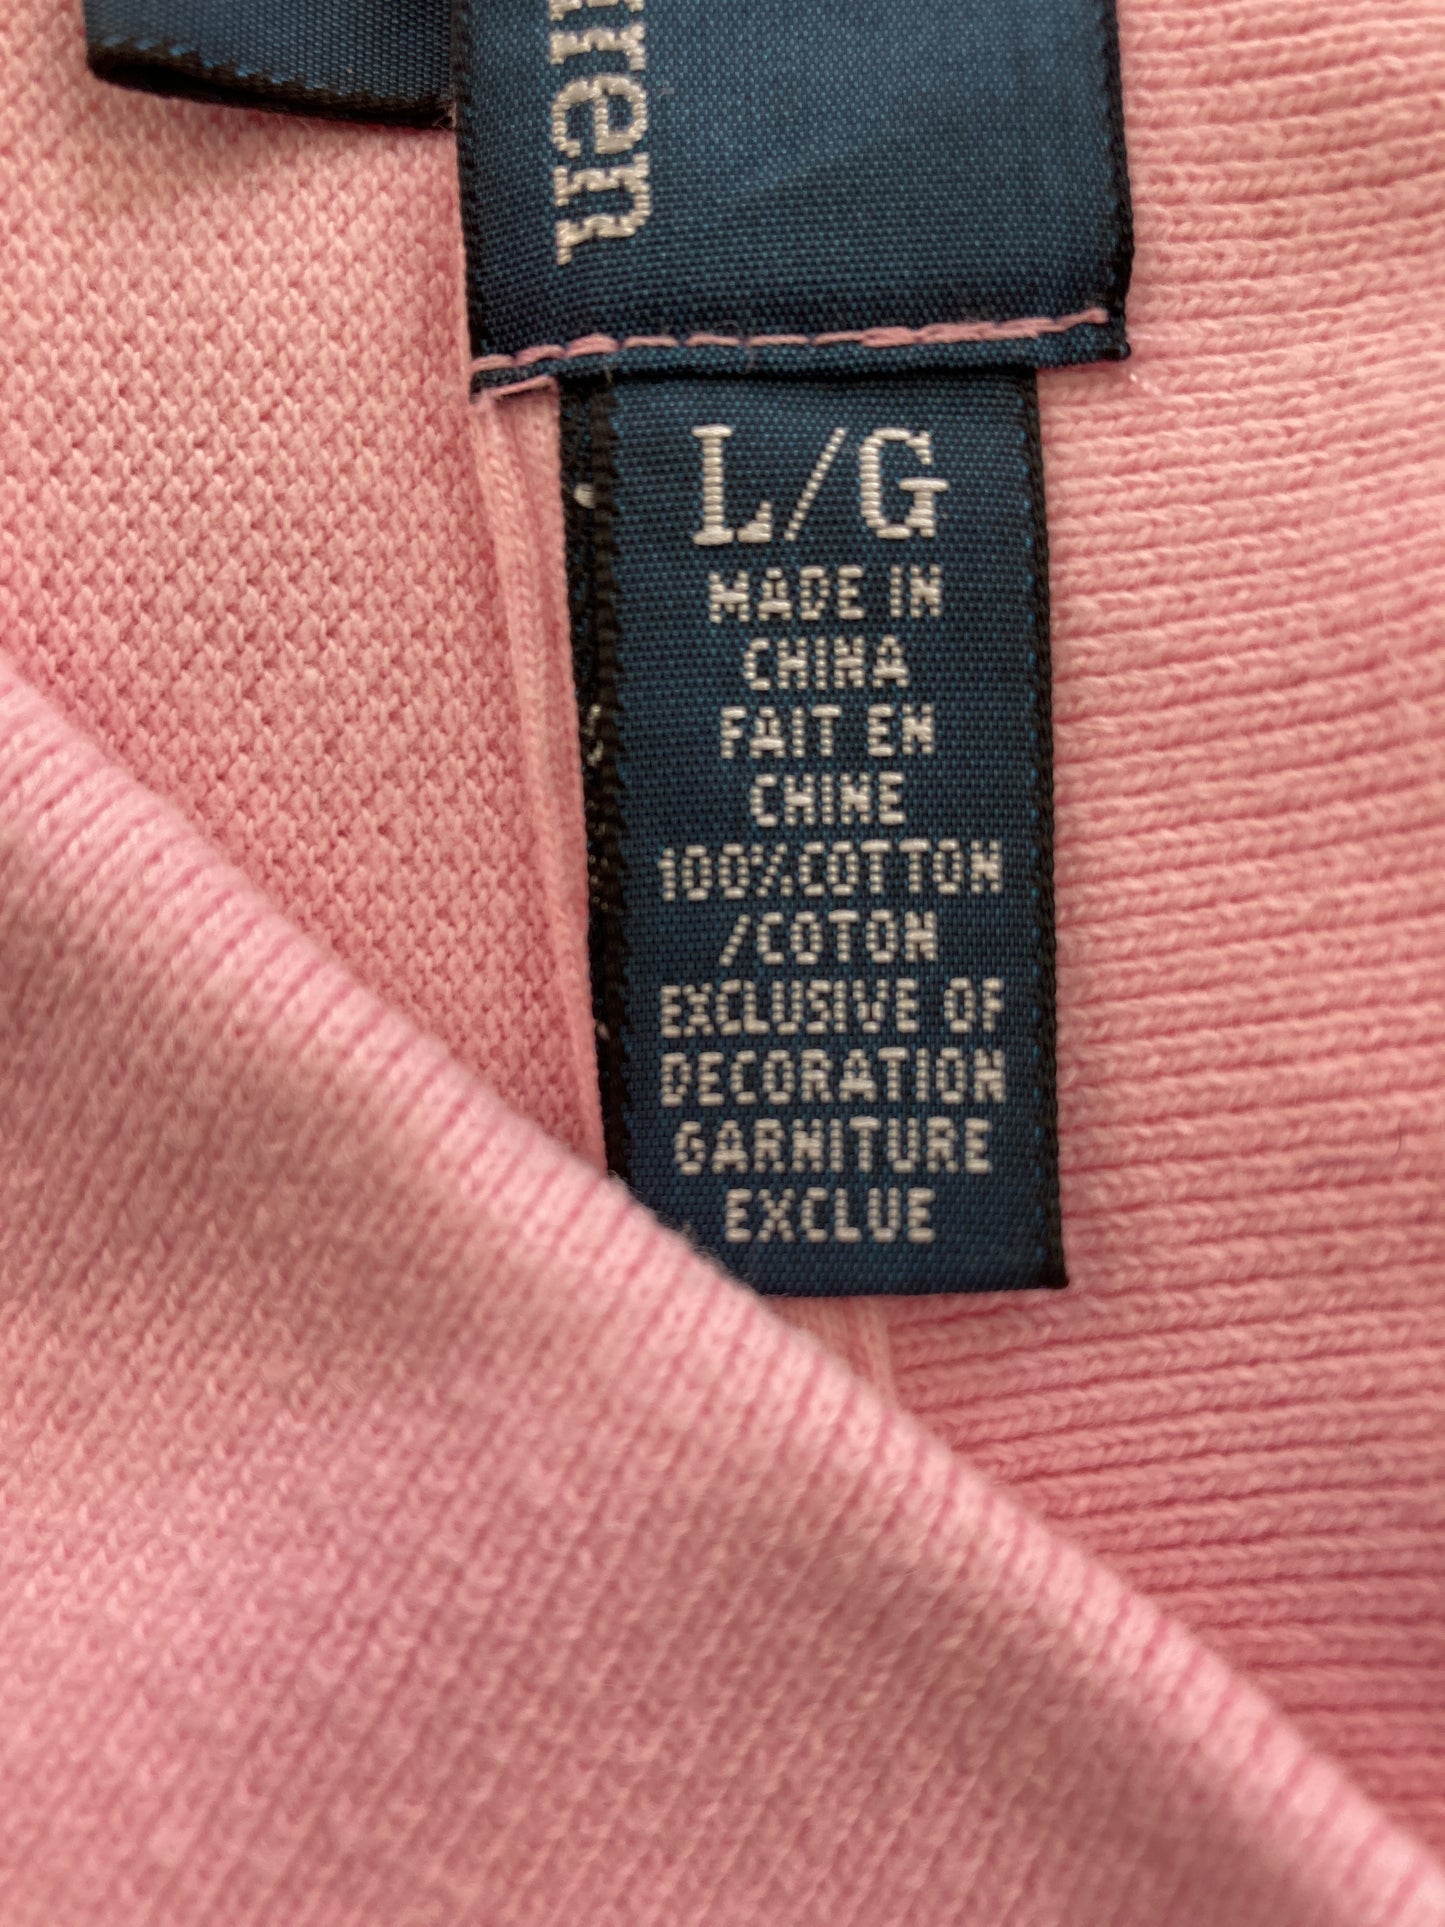 uren
L/G
MADE IN
CHINA
FAIT EN
CHINE
100%COTTON
/COTON
EXCLUSIVE OF
DECORATION
GARNITURE
EXCLUE